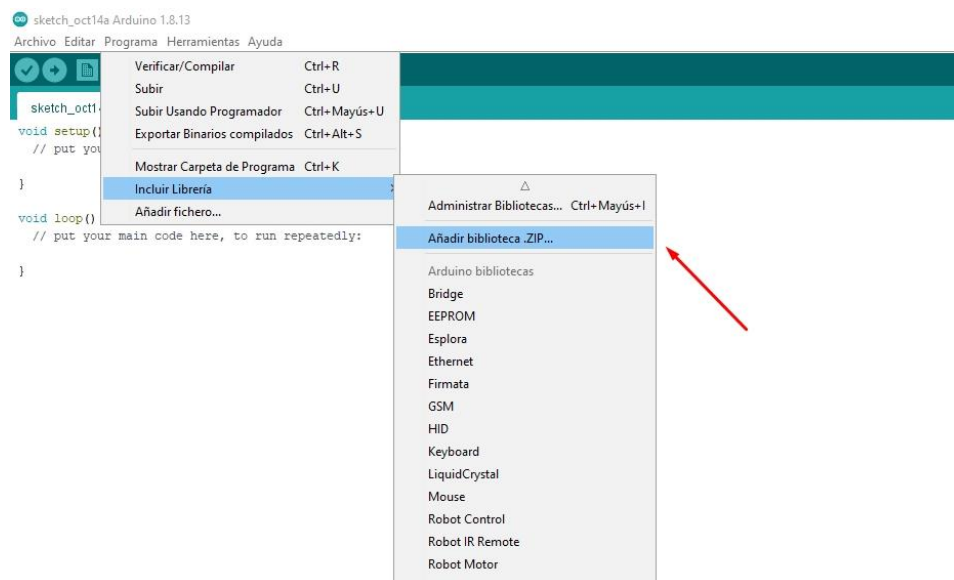 sketch_oct14a Arduino 1.8.13
Archivo Editar Programa Herramientas Ayuda
Verificar/Compilar Ctrl+R
Subir Ctrl+U
Subir Usando Programador Ctrl+Mayús+U
Exportar Binarios compilados Ctrl+Alt+S
Mostrar Carpeta de Programa Ctrl+K
Incluir Librería
Añadir fichero...
sketch_oct1
void setup()
// put you
}
void loop()
// put your main code here, to run repeatedly:
}
Administrar Bibliotecas... Ctrl+Mayús+I
Añadir biblioteca .ZIP...
Arduino bibliotecas
Bridge
EEPROM
Esplora
Ethernet
Firmata
GSM
HID
Keyboard
LiquidCrystal
Mouse
Robot Control
Robot IR Remote
Robot Motor